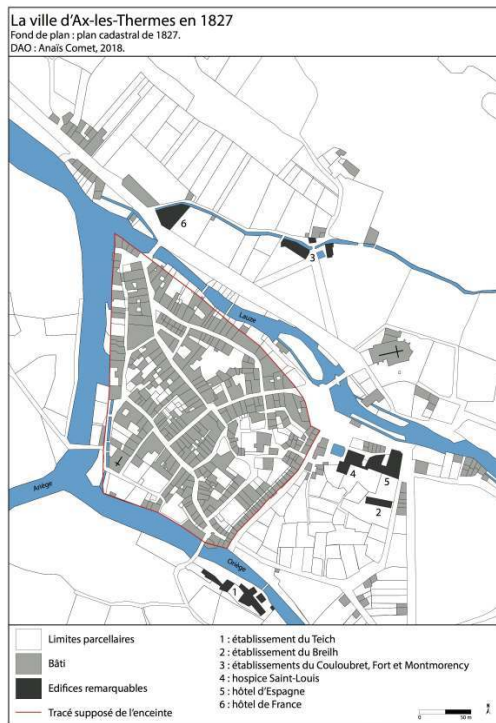 La ville d'Ax-les-Thermes en 1827
Fond de plan : plan cadastral de 1827.
DAO : Anaïs Comet, 2018.
6
3
Lauze
4
5
2
Ariège
Oriège
1
Limites parcellaires
Bâti
Edifices remarquables
Tracé supposé de l'enceinte
1 : établissement du Teich
2 : établissement du Breilh
3 : établissements du Couloubret, Fort et Montmorency
4 : hospice Saint-Louis
5 : hôtel d'Espagne
6 : hôtel de France
0 50 m
N